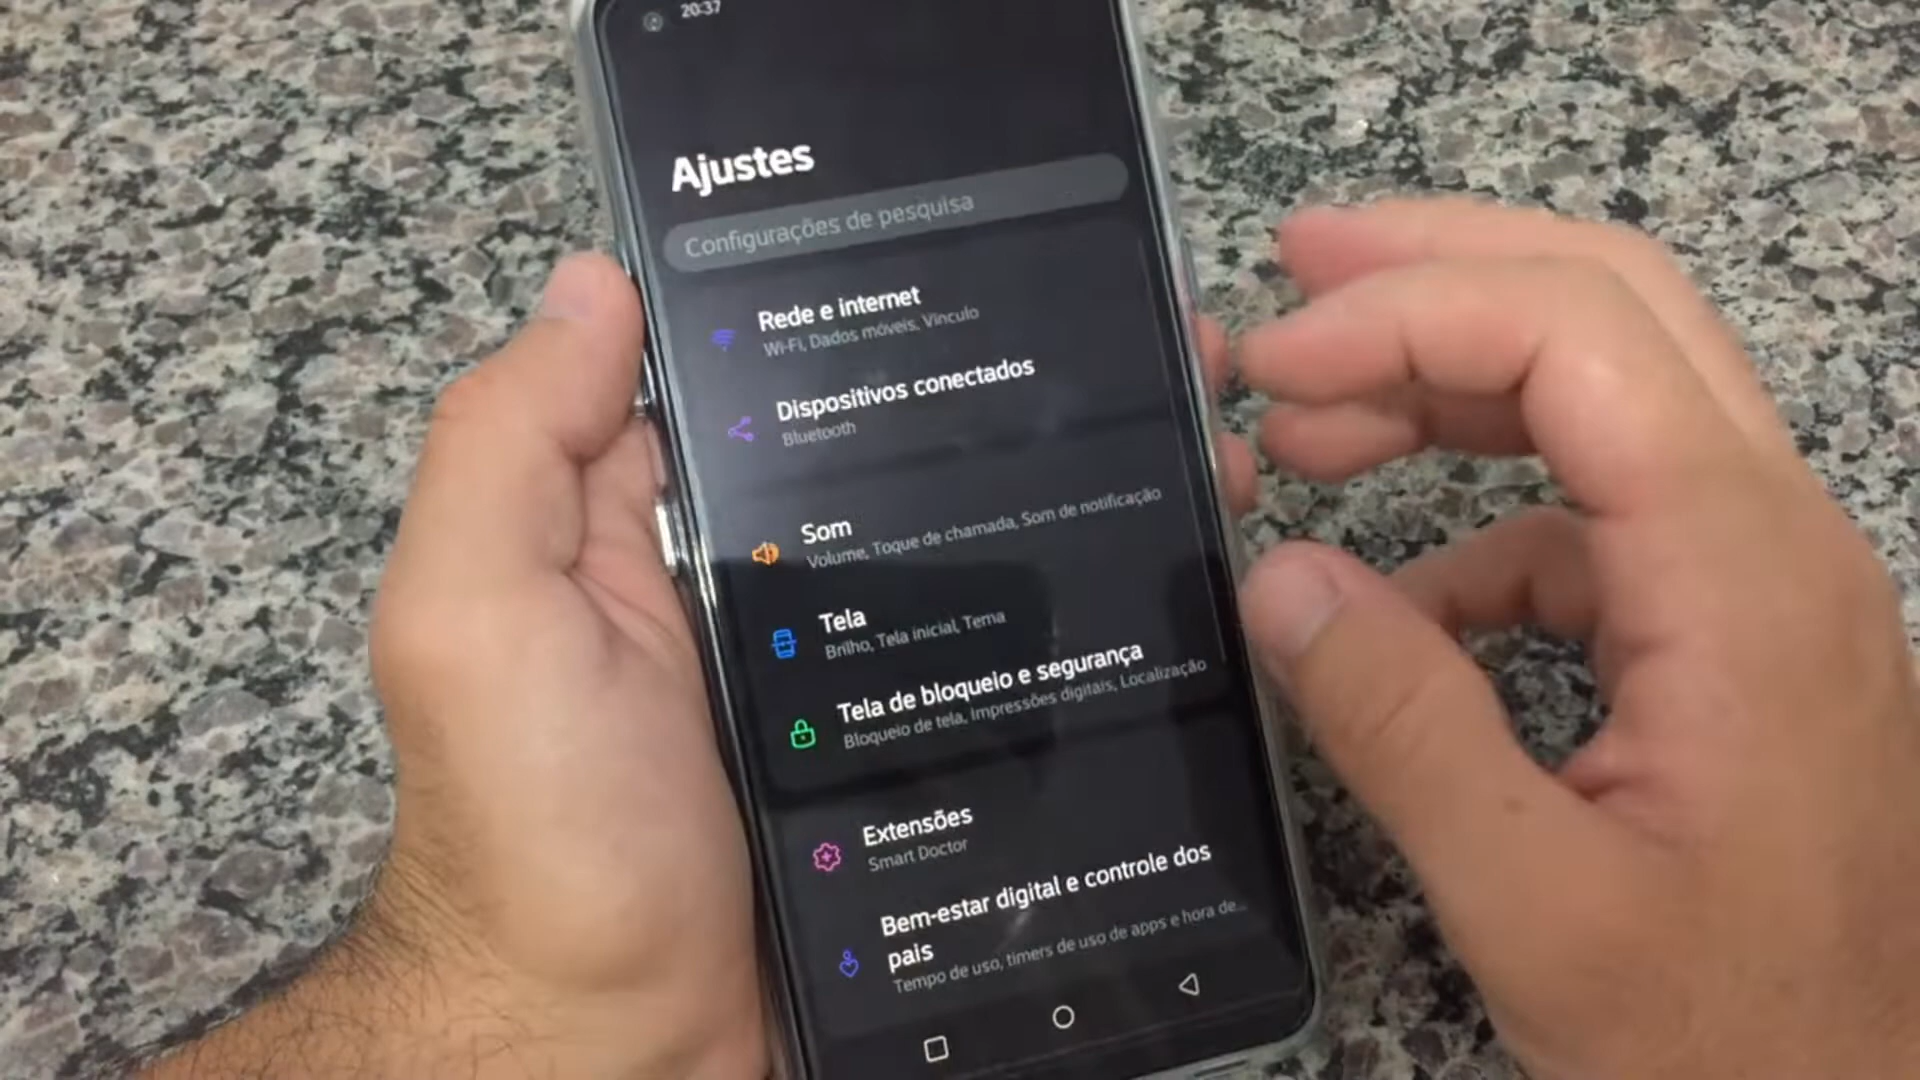 20:37
Ajustes
Configurações de pesquisa
Rede e internet
Wi-Fi, Dados móveis, Vínculo
Dispositivos conectados
Bluetooth
Som
Volume, Toque de chamada, Som de notificação
Tela
Brilho, Tela inicial, Tema
Tela de bloqueio e segurança
Bloqueio de tela, Impressões digitais, Localização
Extensões
Smart Doctor
Bem-estar digital e controle dos
pais
Tempo de uso, timers de uso de apps e hora de...